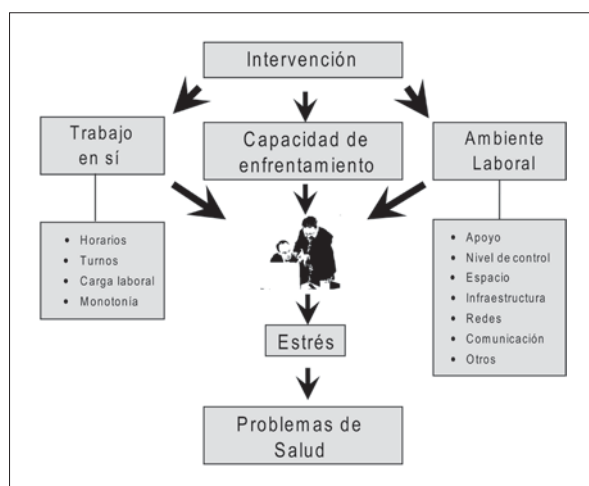 Intervención
Trabajo
en sí
Capacidad de
enfrentamiento
Ambiente
Laboral
• Horarios
• Turnos
• Carga laboral
• Monotonía
• Apoyo
• Nivel de control
• Espacio
• Infraestructura
• Redes
• Comunicación
• Otros
Estrés
Problemas de
Salud